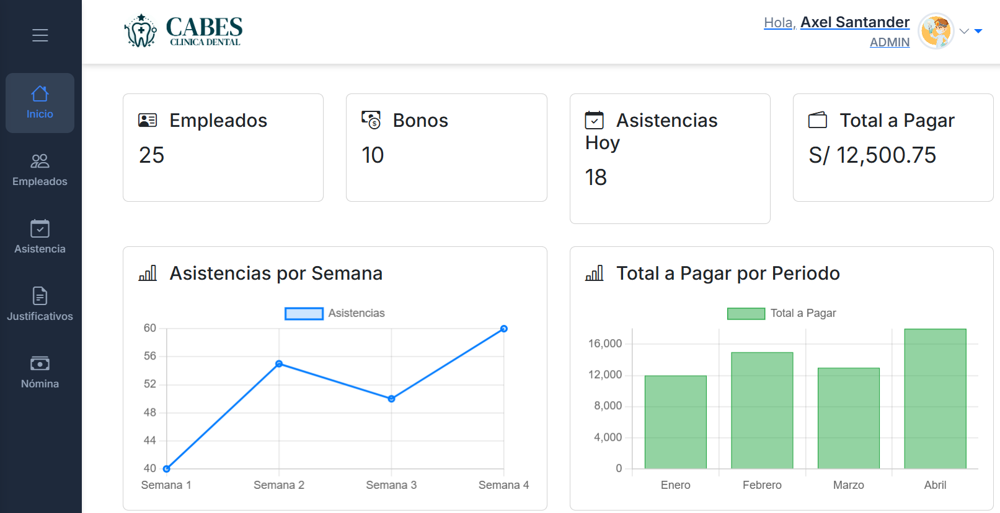 CABES
CLINICA DENTAL
Hola, Axel Santander
ADMIN
Inicio
Empleados
Asistencia
Justificativos
Nómina
Empleados
25
Bonos
10
Asistencias
Hoy
18
Total a Pagar
S/ 12,500.75
Asistencias por Semana
Asistencias
60
56
52
48
44
40
Semana 1 Semana 2 Semana 3 Semana 4
Total a Pagar por Periodo
Total a Pagar
16,000
12,000
8,000
4,000
0
Enero Febrero Marzo Abril